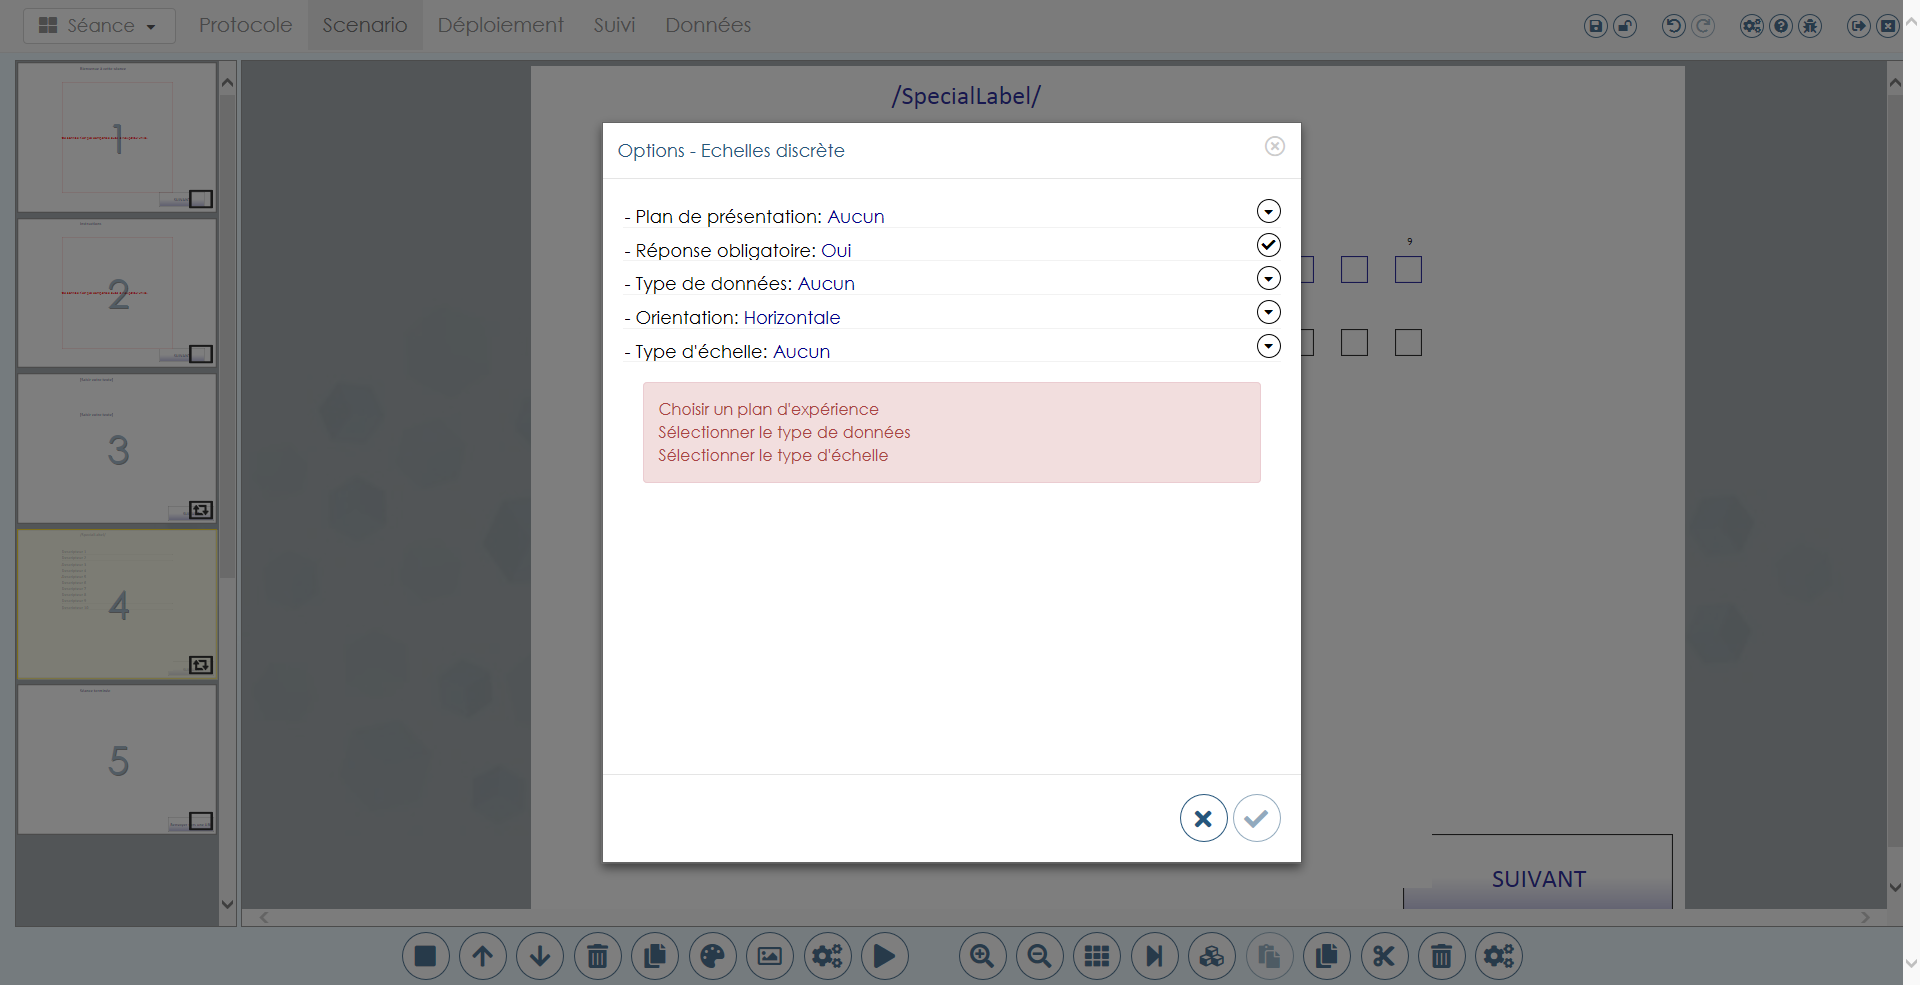 Séance Protocole Scenario Déploiement Suivi Données
/SpecialLabel/
1
2
3
4
5
9
Options - Echelles discrète
- Plan de présentation: Aucun
- Réponse obligatoire: Oui
- Type de données: Aucun
- Orientation: Horizontale
- Type d'échelle: Aucun
Choisir un plan d'expérience
Sélectionner le type de données
Sélectionner le type d'échelle
SUIVANT